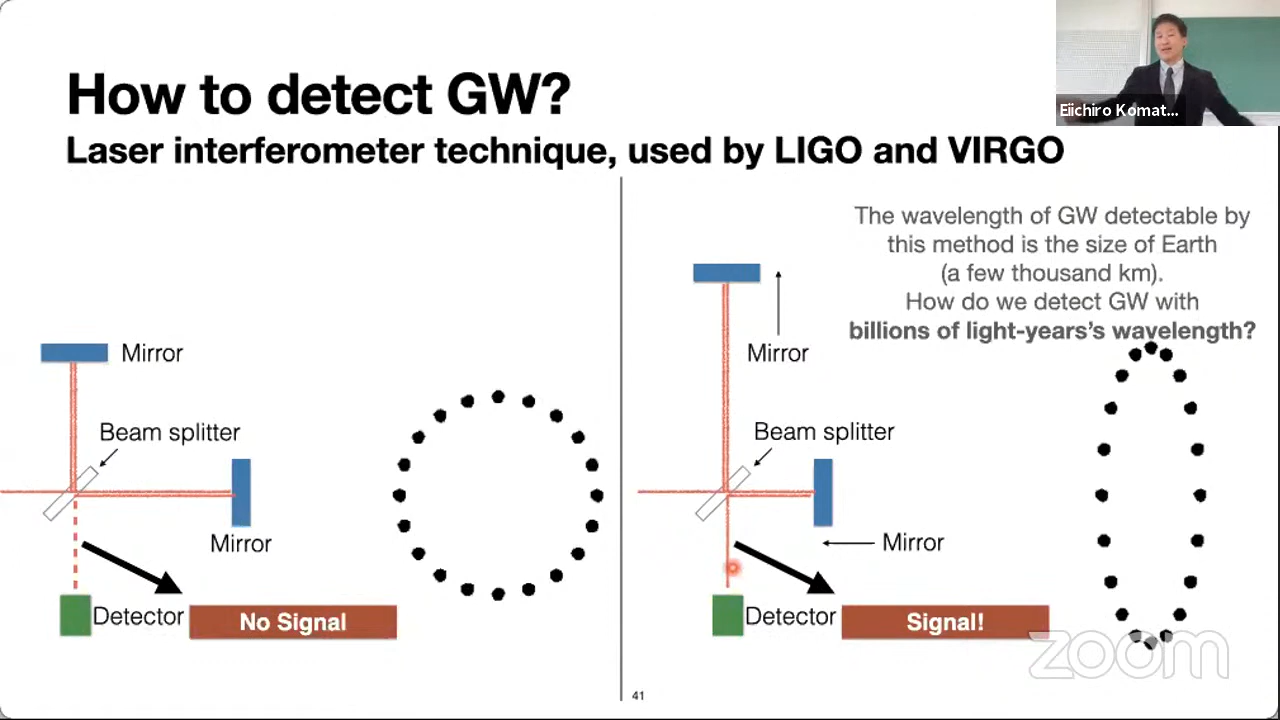 How to detect GW?
Laser interferometer technique, used by LIGO and VIRGO
Eiichiro Komat...
Mirror
Beam splitter
Mirror
Detector
No Signal
The wavelength of GW detectable by
this method is the size of Earth
(a few thousand km).
How do we detect GW with
billions of light-years's wavelength?
Mirror
Beam splitter
Mirror
Detector
Signal!
zoom
41